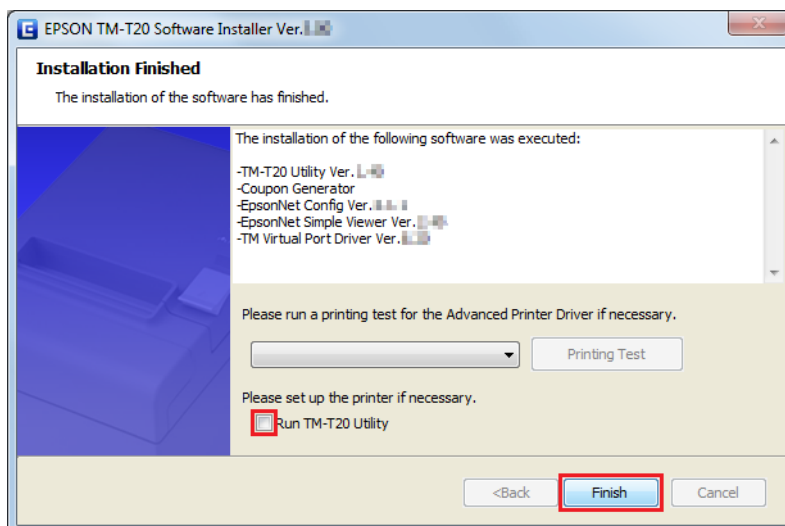 EPSON TM-T20 Software Installer Ver.
Installation Finished
The installation of the software has finished.
The installation of the following software was executed:
-TM-T20 Utility Ver.
-Coupon Generator
-EpsonNet Config Ver.
-EpsonNet Simple Viewer Ver.
-TM Virtual Port Driver Ver.
Please run a printing test for the Advanced Printer Driver if necessary.
Printing Test
Please set up the printer if necessary.
Run TM-T20 Utility
<Back Finish Cancel